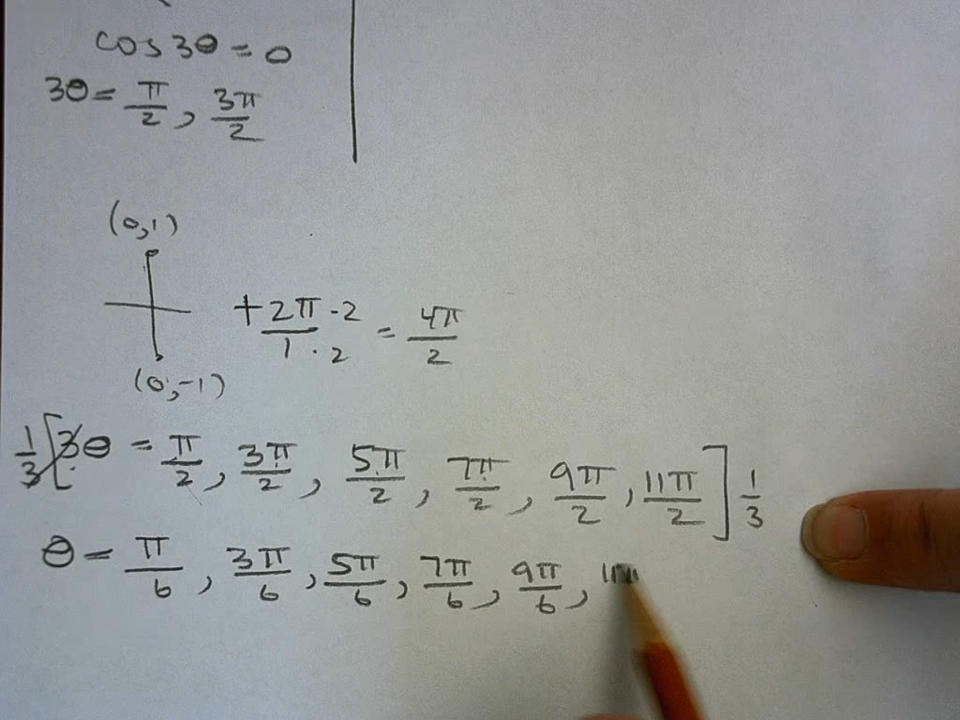 cos 3θ = 0
3θ = π/2, 3π/2
(0,1)
+ 2π·2/1·2 = 4π/2
(0,-1)
1/3 [3θ = π/2, 3π/2, 5π/2, 7π/2, 9π/2, 11π/2] 1/3
θ = π/6, 3π/6, 5π/6, 7π/6, 9π/6, 11